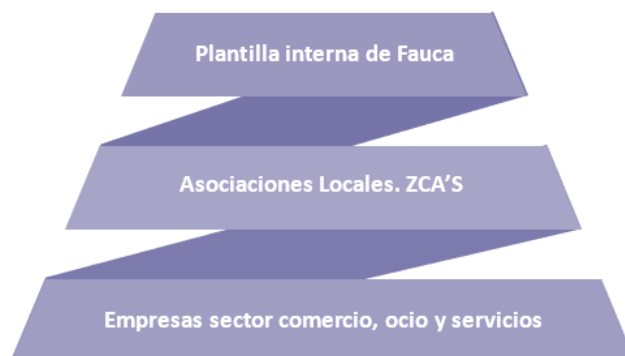 Plantilla interna de Fauca
Asociaciones Locales. ZCA’S
Empresas sector comercio, ocio y servicios